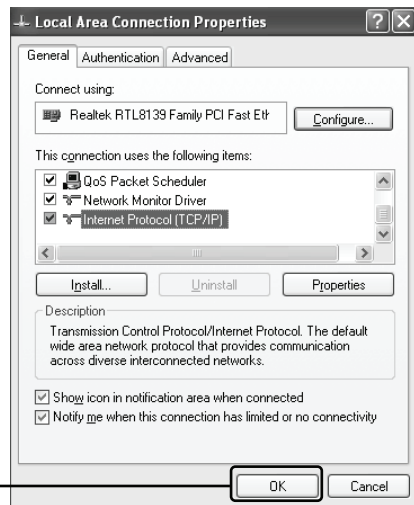 Local Area Connection Properties
General Authentication Advanced
Connect using:
Realtek RTL8139 Family PCI Fast Eth
Configure...
This connection uses the following items:
QoS Packet Scheduler
Network Monitor Driver
Internet Protocol (TCP/IP)
Install... Uninstall Properties
Description
Transmission Control Protocol/Internet Protocol. The default
wide area network protocol that provides communication
across diverse interconnected networks.
Show icon in notification area when connected
Notify me when this connection has limited or no connectivity
OK Cancel